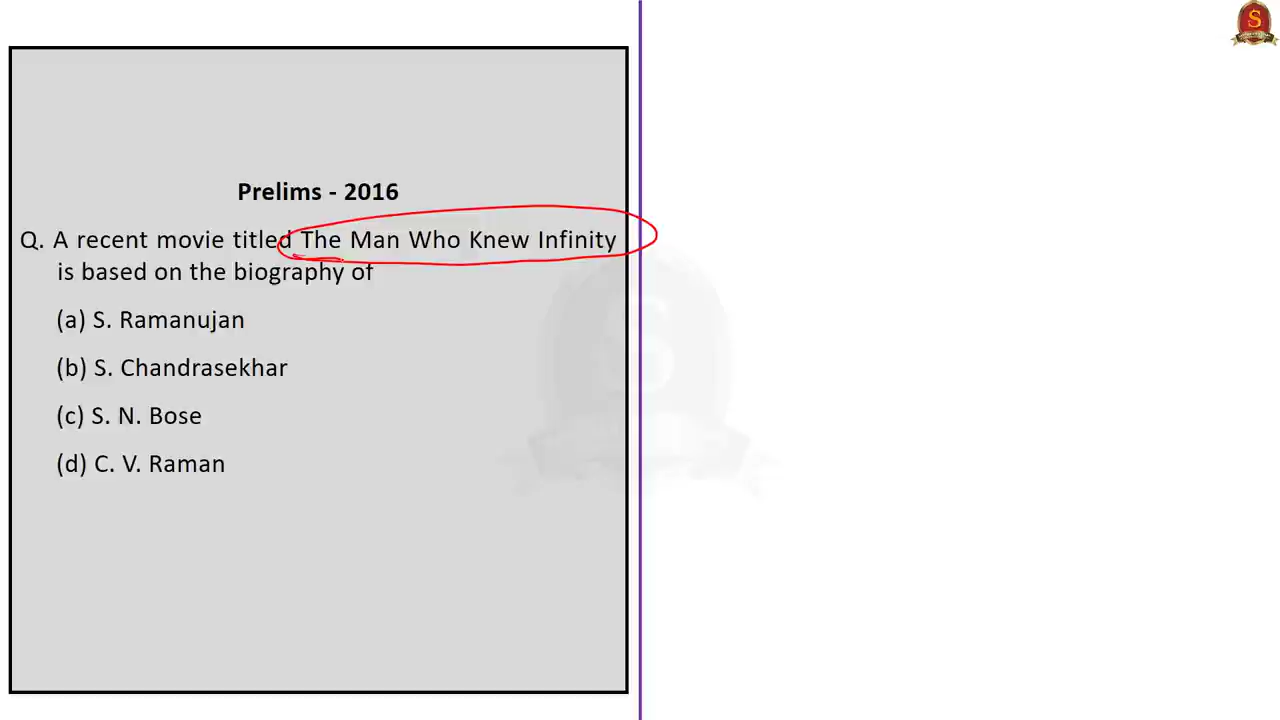 Prelims - 2016
Q. A recent movie titled The Man Who Knew Infinity
is based on the biography of
(a) S. Ramanujan
(b) S. Chandrasekhar
(c) S. N. Bose
(d) C. V. Raman
S